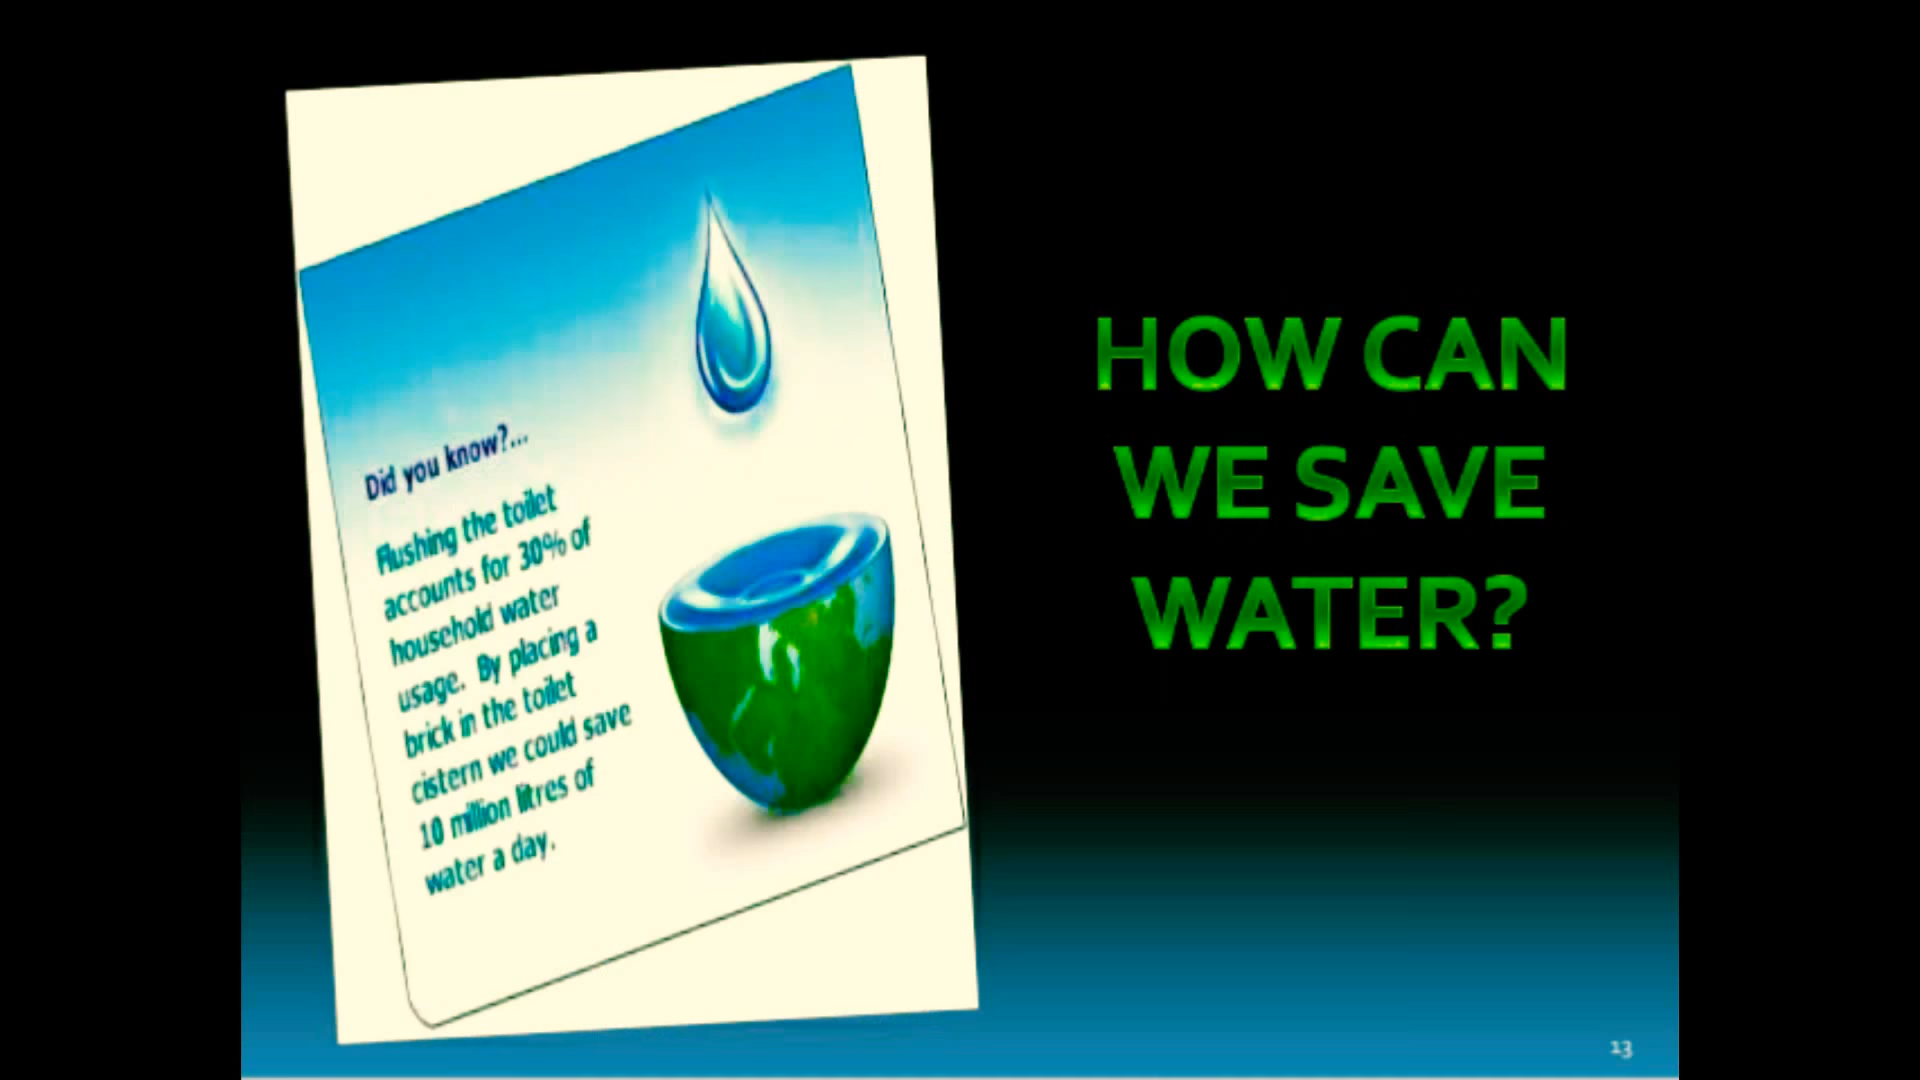 Did you know?...
Flushing the toilet
accounts for 30% of
household water
usage. By placing a
brick in the toilet
cistern we could save
10 million litres of
water a day.
HOW CAN
WE SAVE
WATER?
13